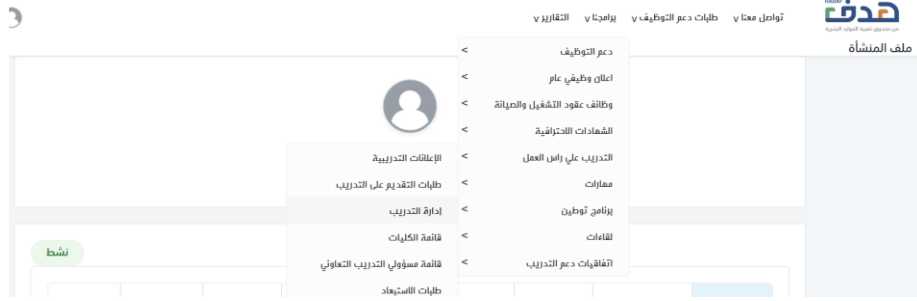 هدف
HADAF
من صندوق تنمية الموارد البشرية
تواصل معنا
طلبات دعم التوظيف
برامجنا
التقارير
ملف المنشأة
دعم التوظيف
اعلان وظيفي عام
وظائف عقود التشغيل والصيانة
الشهادات الاحترافية
التدريب علي راس العمل
مهارات
برنامج توطين
لقاءات
اتفاقيات دعم التدريب
الإعلانات التدريبية
طلبات التقديم على التدريب
إدارة التدريب
قائمة الكليات
قائمة مسؤولي التدريب التعاوني
طلبات الاستبعاد
نشط